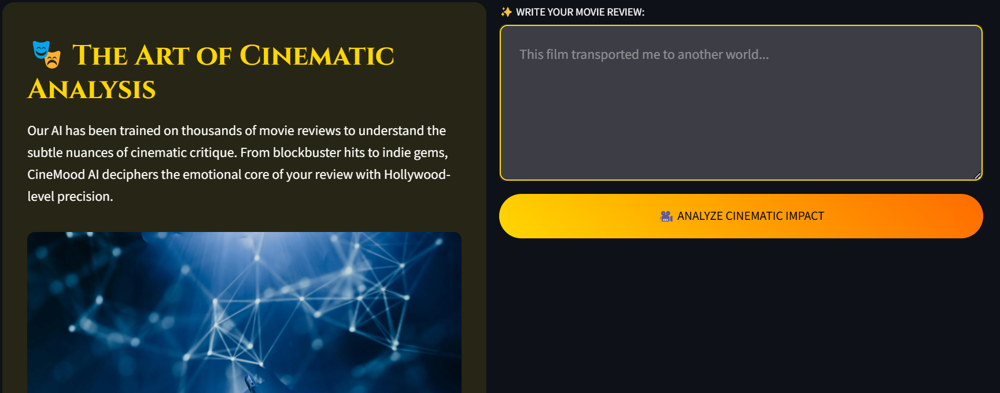 🎭 The Art of Cinematic
Analysis
Our AI has been trained on thousands of movie reviews to understand the
subtle nuances of cinematic critique. From blockbuster hits to indie gems,
CineMood AI deciphers the emotional core of your review with Hollywood-
level precision.
✨ WRITE YOUR MOVIE REVIEW:
This film transported me to another world...
🎥 ANALYZE CINEMATIC IMPACT